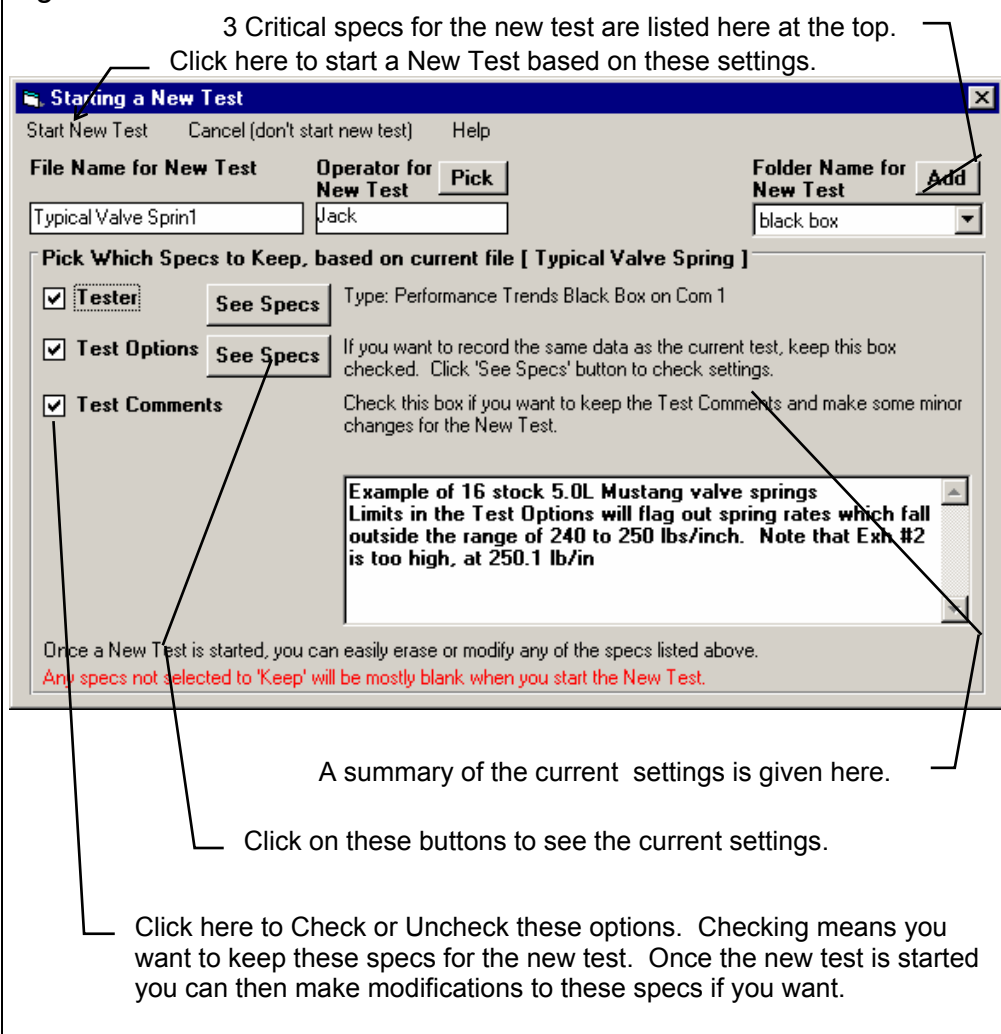 3 Critical specs for the new test are listed here at the top.
Click here to start a New Test based on these settings.
Starting a New Test
Start New Test Cancel (don't start new test) Help
File Name for New Test
Operator for
New Test
Pick
Folder Name for
New Test
Add
Typical Valve Sprin1
Jack
black box
Pick Which Specs to Keep, based on current file [ Typical Valve Spring ]
Tester
See Specs
Type: Performance Trends Black Box on Com 1
Test Options
See Specs
If you want to record the same data as the current test, keep this box
checked. Click 'See Specs' button to check settings.
Test Comments
Check this box if you want to keep the Test Comments and make some minor
changes for the New Test.
Example of 16 stock 5.0L Mustang valve springs
Limits in the Test Options will flag out spring rates which fall
outside the range of 240 to 250 lbs/inch. Note that Exh #2
is too high, at 250.1 lb/in
Once a New Test is started, you can easily erase or modify any of the specs listed above.
Any specs not selected to 'Keep' will be mostly blank when you start the New Test.
A summary of the current settings is given here.
Click on these buttons to see the current settings.
Click here to Check or Uncheck these options. Checking means you
want to keep these specs for the new test. Once the new test is started
you can then make modifications to these specs if you want.